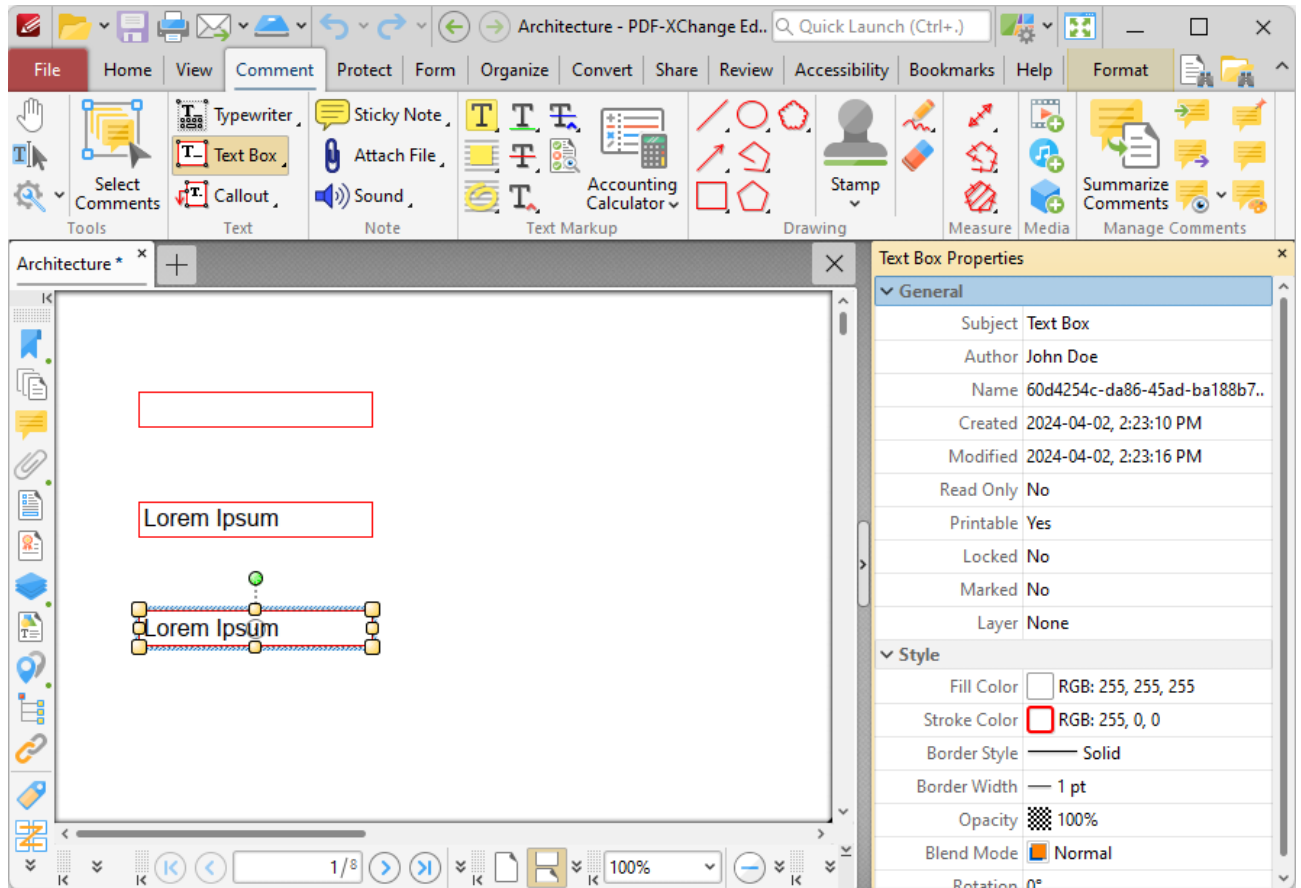 Architecture - PDF-XChange Ed.. Quick Launch (Ctrl+.)
File Home View Comment Protect Form Organize Convert Share Review Accessibility Bookmarks Help Format
Typewriter Sticky Note
Text Box Attach File
Select Comments
Callout Sound
Accounting Calculator
Stamp
Summarize Comments
Tools Text Note Text Markup Drawing Measure Media Manage Comments
Architecture *
Lorem Ipsum
Lorem Ipsum
1/8
100%
Text Box Properties
General
Subject Text Box
Author John Doe
Name 60d4254c-da86-45ad-ba188b7..
Created 2024-04-02, 2:23:10 PM
Modified 2024-04-02, 2:23:16 PM
Read Only No
Printable Yes
Locked No
Marked No
Layer None
Style
Fill Color RGB: 255, 255, 255
Stroke Color RGB: 255, 0, 0
Border Style Solid
Border Width 1 pt
Opacity 100%
Blend Mode Normal
Rotation 0°